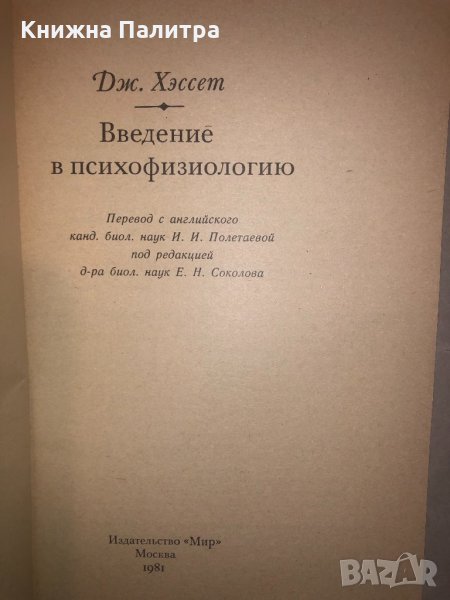 Книжна Палитра
Дж. Хэссет
Введение
в психофизиологию
Перевод с английского
канд. биол. наук И. И. Полетаевой
под редакцией
д-ра биол. наук Е. Н. Соколова
Издательство «Мир»
Москва
1981
BAZAR